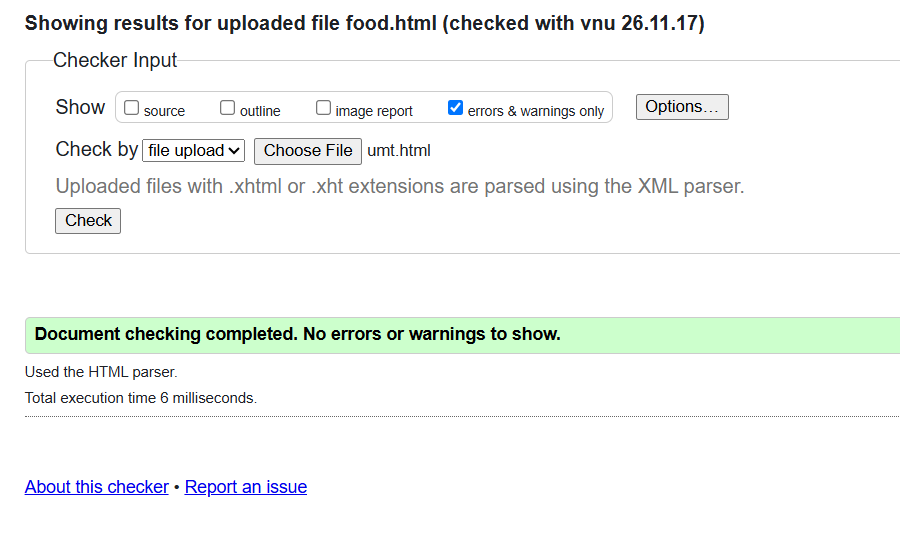 Showing results for uploaded file food.html (checked with vnu 26.11.17)
Checker Input
Show source outline image report errors & warnings only Options…
Check by file upload Choose File umt.html
Uploaded files with .xhtml or .xht extensions are parsed using the XML parser.
Check
Document checking completed. No errors or warnings to show.
Used the HTML parser.
Total execution time 6 milliseconds.
About this checker • Report an issue